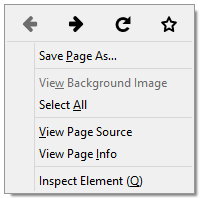 Save Page As...
View Background Image
Select All
View Page Source
View Page Info
Inspect Element (Q)